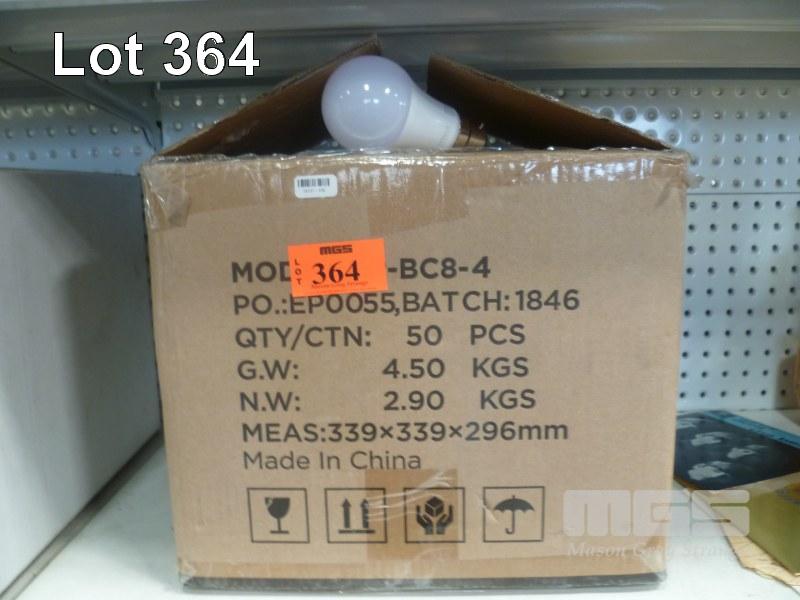 Lot 364
MGS
LOT 364
MOD -BC8-4
PO.:EP0055,BATCH:1846
QTY/CTN: 50 PCS
G.W: 4.50 KGS
N.W: 2.90 KGS
MEAS:339×339×296mm
Made In China
MGS
Mason Gray Strange